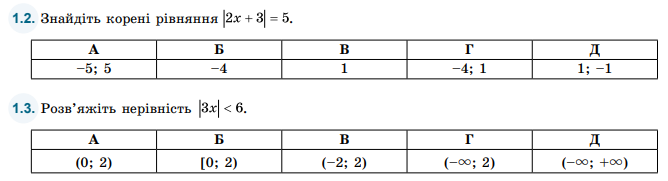 1.2. Знайдіть корені рівняння |2x + 3| = 5.
А Б В Г Д
–5; 5 –4 1 –4; 1 1; –1
1.3. Розв'яжіть нерівність |3x| < 6.
А Б В Г Д
(0; 2) [0; 2) (–2; 2) (–∞; 2) (–∞; +∞)